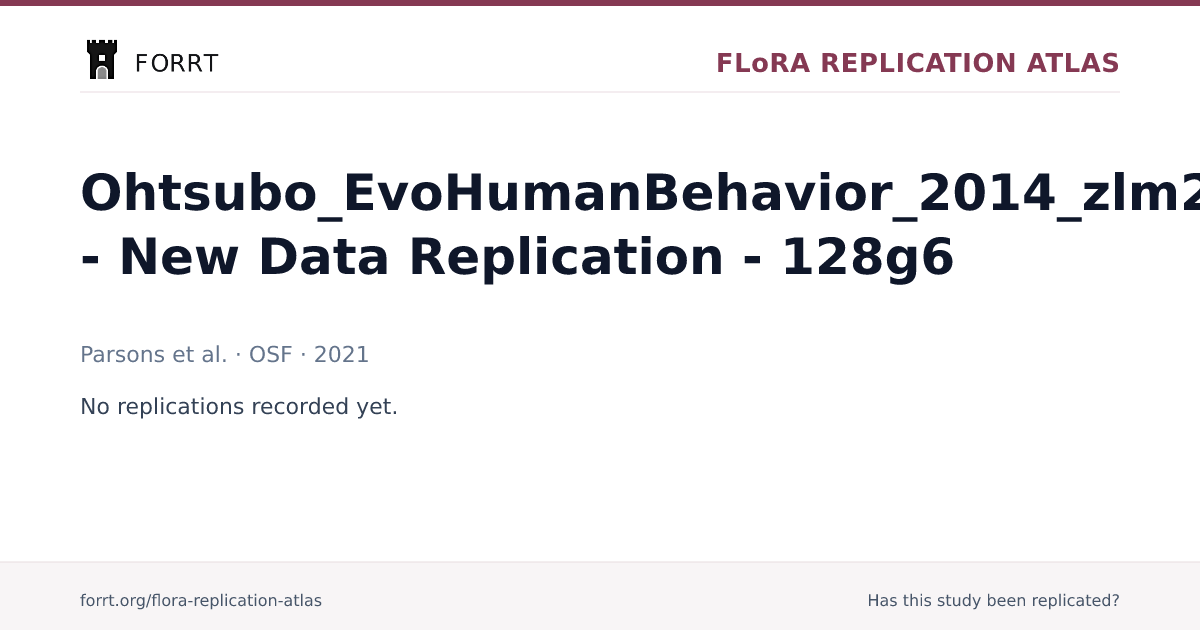 FORRT
FLoRA REPLICATION ATLAS
Ohtsubo_EvoHumanBehavior_2014_zlm2
- New Data Replication - 128g6
Parsons et al. · OSF · 2021
No replications recorded yet.
forrt.org/flora-replication-atlas
Has this study been replicated?